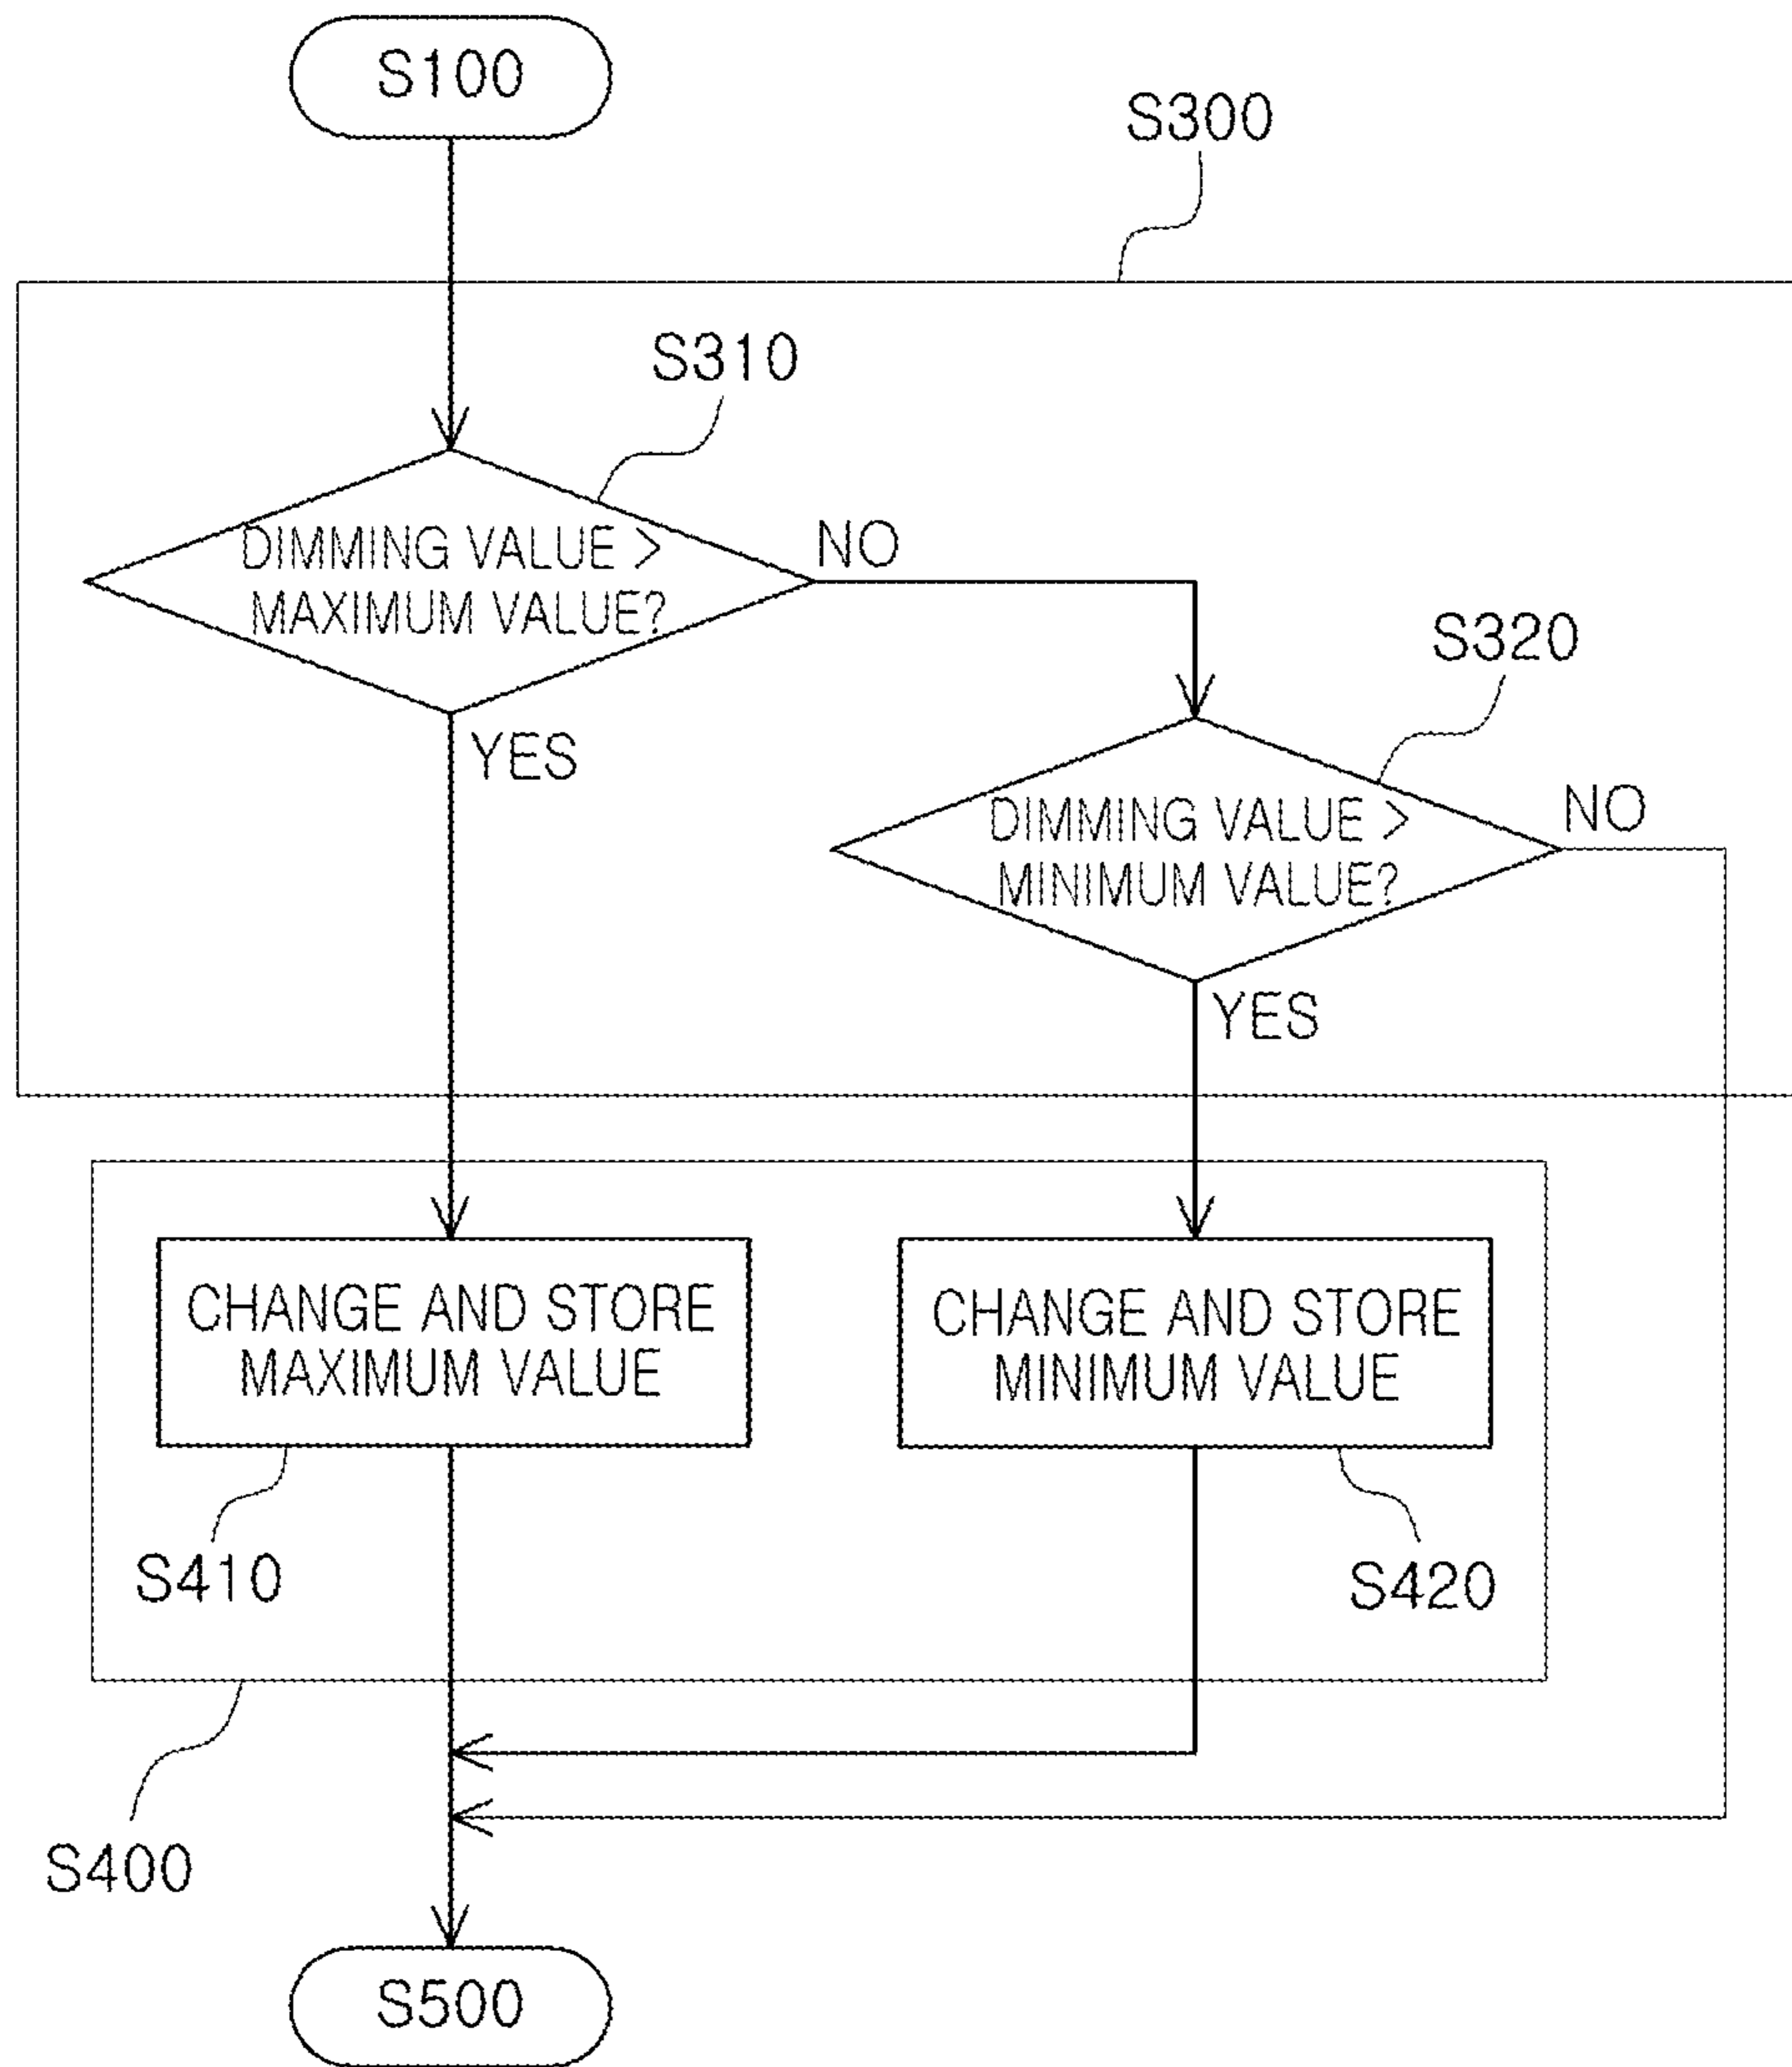 S100
S300
S310
DIMMING VALUE >
MAXIMUM VALUE?
NO
YES
S320
DIMMING VALUE >
MINIMUM VALUE?
NO
YES
CHANGE AND STORE
MAXIMUM VALUE
CHANGE AND STORE
MINIMUM VALUE
S410
S420
S400
S500